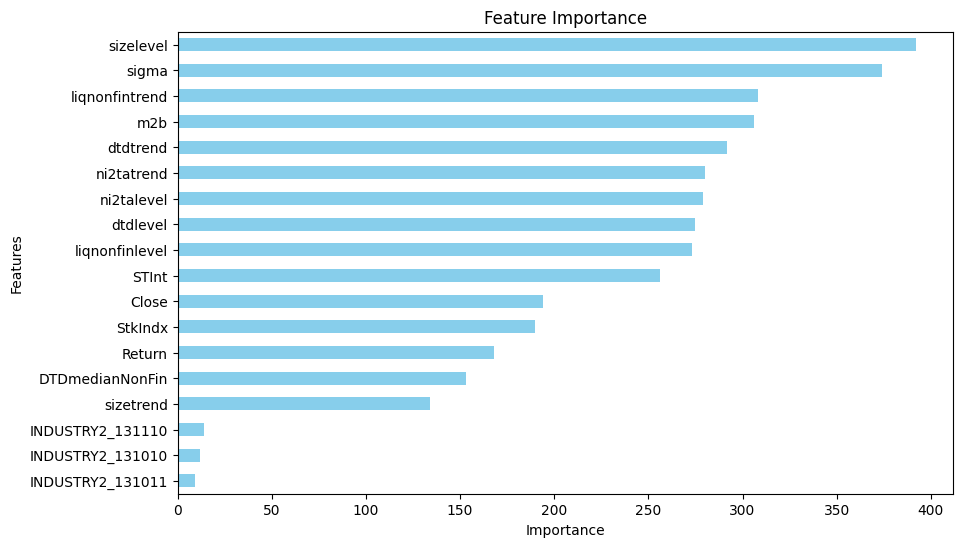 Feature Importance
Features
sizelevel
sigma
liqnonfintrend
m2b
dtdtrend
ni2tatrend
ni2talevel
dtdlevel
liqnonfinlevel
STInt
Close
StkIndx
Return
DTDmedianNonFin
sizetrend
INDUSTRY2_131110
INDUSTRY2_131010
INDUSTRY2_131011
0 50 100 150 200 250 300 350 400
Importance